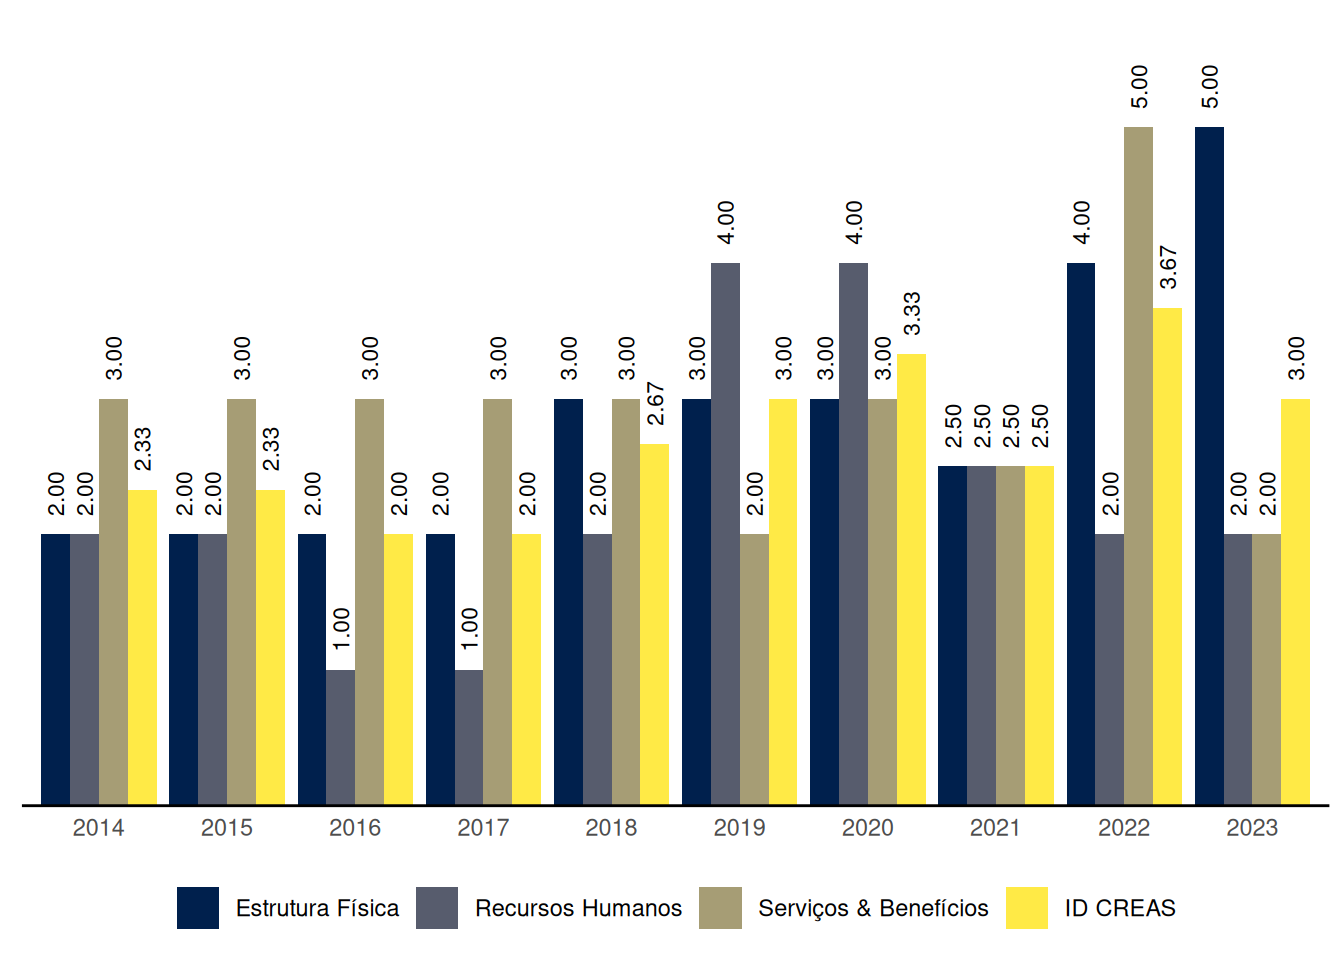 5.00 5.00
4.00 4.00 4.00
3.67
3.33
3.00 3.00 3.00 3.00 3.00 3.00 3.00 3.00 3.00 3.00 3.00
2.67
2.50 2.50 2.50 2.50
2.33 2.33
2.00 2.00 2.00 2.00 2.00 2.00 2.00 2.00 2.00 2.00 2.00 2.00 2.00
1.00 1.00
2014 2015 2016 2017 2018 2019 2020 2021 2022 2023
Estrutura Física Recursos Humanos Serviços & Benefícios ID CREAS